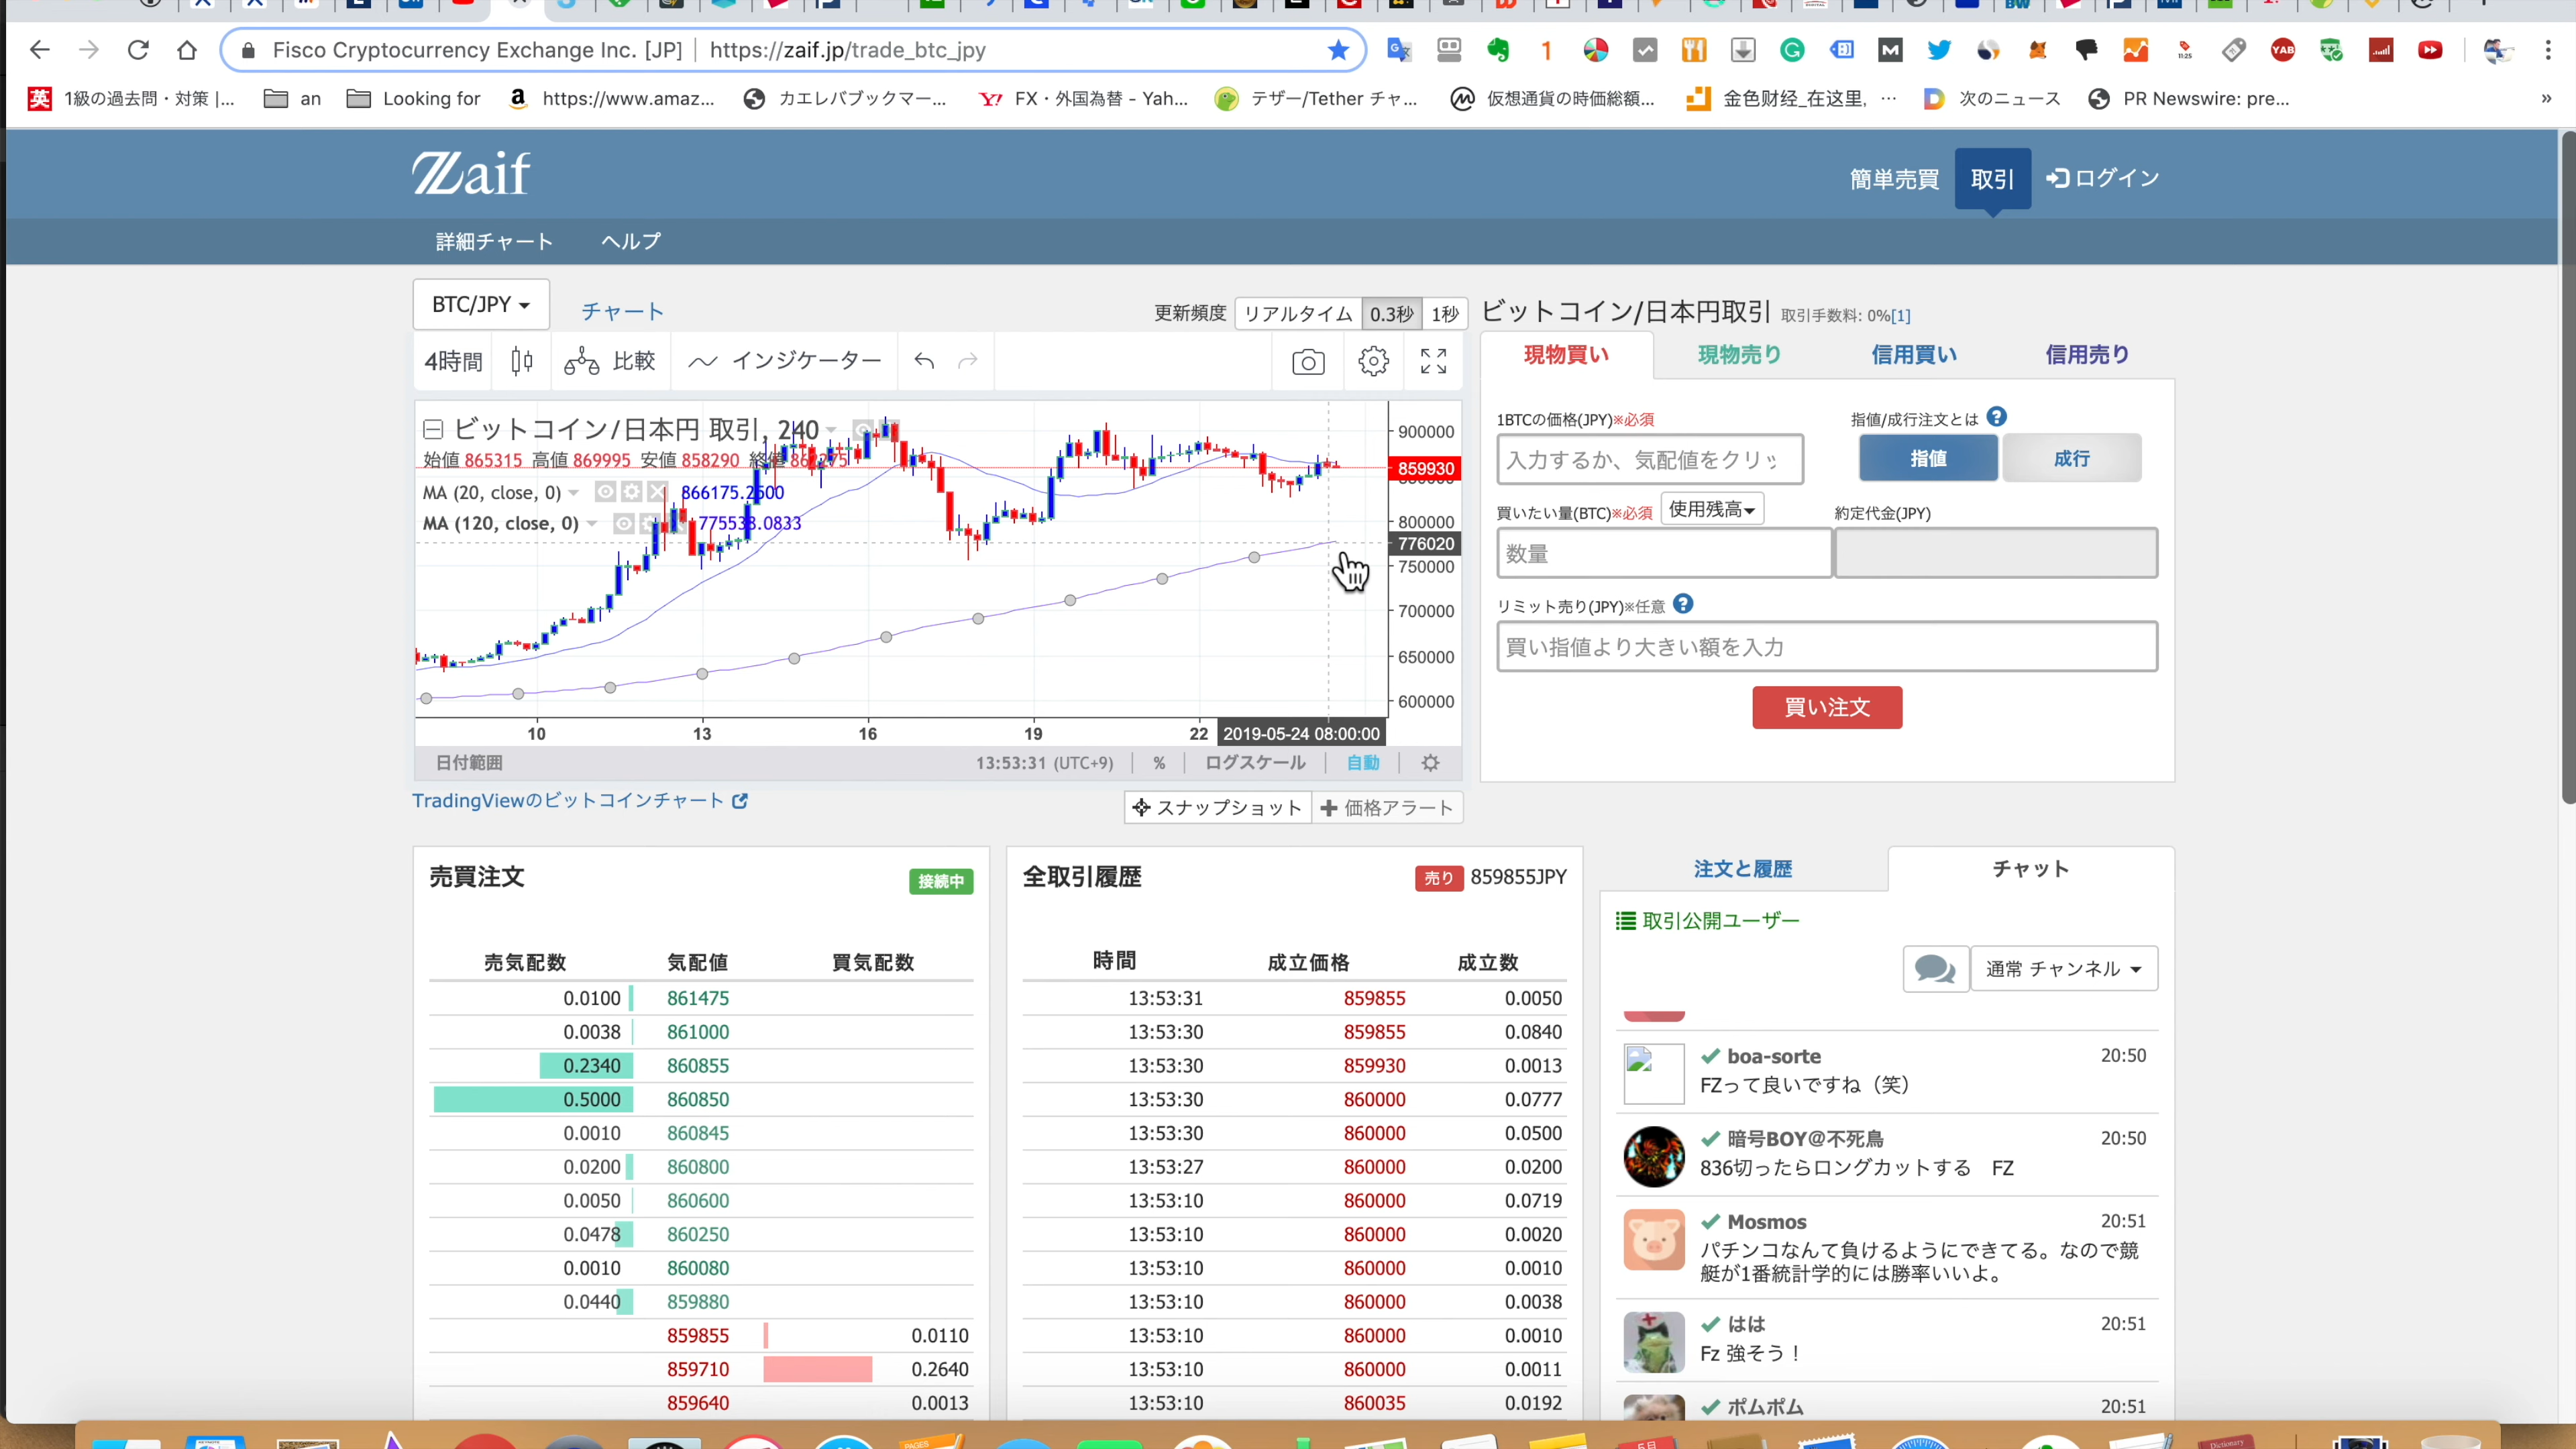 Fisco Cryptocurrency Exchange Inc. [JP] | https://zaif.jp/trade_btc_jpy
英 1級の過去問・対策 |... an Looking for a https://www.amaz... カエレバブックマー... Y! FX・外国為替 - Yah... テザー/Tether チャ... 仮想通貨の時価総額... 金色财经_在这里, ... 次のニュース PR Newswire: pre... »
Zaif
簡単売買 取引 ログイン
詳細チャート ヘルプ
BTC/JPY チャート 更新頻度 リアルタイム 0.3秒 1秒
4時間 比較 インジケーター
ビットコイン/日本円 取引, 240
始値 865315 高値 869995 安値 858290 終値
MA (20, close, 0) 866175.2500
MA (120, close, 0) 775538.0833
900000
859930
800000
776020
750000
700000
650000
600000
10 13 16 19 22 2019-05-24 08:00:00
日付範囲 13:53:31 (UTC+9) % ログスケール 自動
TradingViewのビットコインチャート
スナップショット 価格アラート
ビットコイン/日本円取引 取引手数料: 0%[1]
現物買い 現物売り 信用買い 信用売り
1BTCの価格(JPY)※必須 指値/成行注文とは
入力するか、気配値をクリッ 指値 成行
買いたい量(BTC)※必須 使用残高 約定代金(JPY)
数量
リミット売り(JPY)※任意
買い指値より大きい額を入力
買い注文
売買注文 接続中
売気配数 気配値 買気配数
0.0100 861475
0.0038 861000
0.2340 860855
0.5000 860850
0.0010 860845
0.0200 860800
0.0050 860600
0.0478 860250
0.0010 860080
0.0440 859880
859855 0.0110
859710 0.2640
859640 0.0013
全取引履歴 売り 859855JPY
時間 成立価格 成立数
13:53:31 859855 0.0050
13:53:30 859855 0.0840
13:53:30 859930 0.0013
13:53:30 860000 0.0777
13:53:30 860000 0.0500
13:53:27 860000 0.0200
13:53:10 860000 0.0719
13:53:10 860000 0.0020
13:53:10 860000 0.0010
13:53:10 860000 0.0038
13:53:10 860000 0.0010
13:53:10 860000 0.0011
13:53:10 860035 0.0192
注文と履歴 チャット
取引公開ユーザー
通常 チャンネル
boa-sorte 20:50
FZって良いですね（笑）
暗号BOY@不死鳥 20:50
836切ったらロングカットする FZ
Mosmos 20:51
パチンコなんて負けるようにできてる。なので競
艇が1番統計学的には勝率いいよ。
はは 20:51
Fz 強そう！
ポムポム 20:51